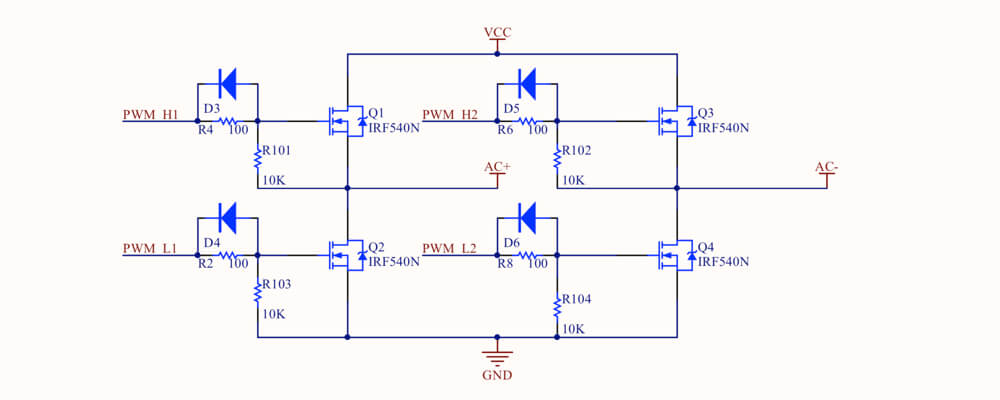 VCC
D3
PWM_H1
R4 100
Q1
IRF540N
R101
10K
D5
PWM_H2
R6 100
Q3
IRF540N
R102
10K
AC+
AC-
D4
PWM_L1
R2 100
Q2
IRF540N
R103
10K
D6
PWM_L2
R8 100
Q4
IRF540N
R104
10K
GND